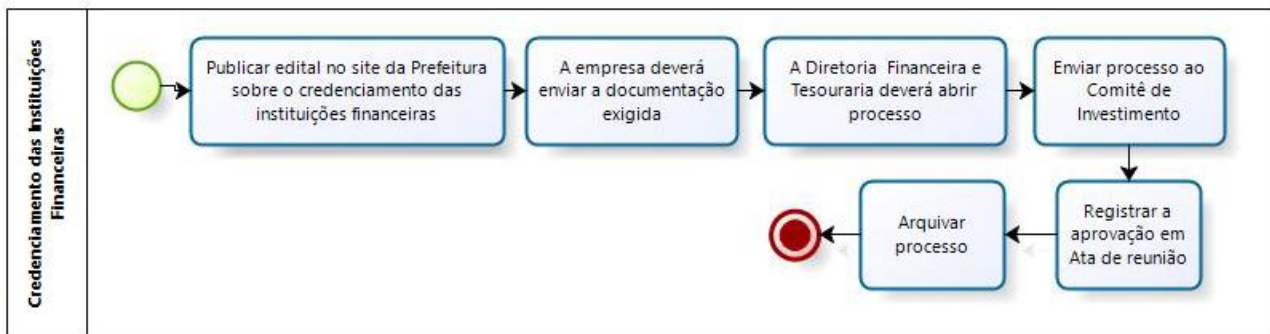 Credenciamento das Instituições
Financeiras
Publicar edital no site da Prefeitura
sobre o credenciamento das
instituições financeiras
A empresa deverá
enviar a documentação
exigida
A Diretoria Financeira e
Tesouraria deverá abrir
processo
Enviar processo ao
Comitê de
Investimento
Registrar a
aprovação em
Ata de reunião
Arquivar
processo